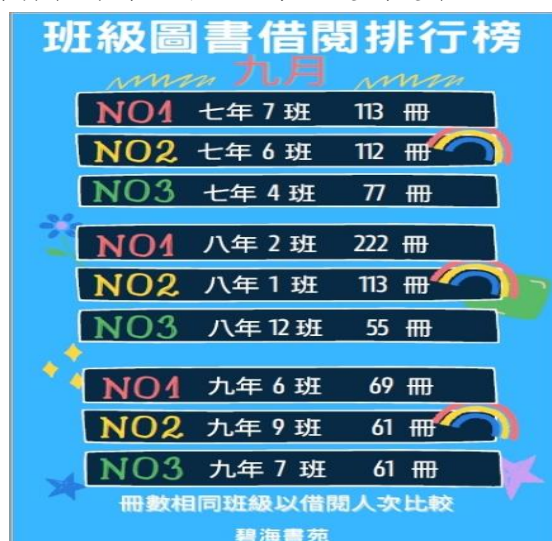 班級圖書借閱排行榜
九月
NO1 七年 7 班 113 冊
NO2 七年 6 班 112 冊
NO3 七年 4 班 77 冊
NO1 八年 2 班 222 冊
NO2 八年 1 班 113 冊
NO3 八年 12 班 55 冊
NO1 九年 6 班 69 冊
NO2 九年 9 班 61 冊
NO3 九年 7 班 61 冊
冊數相同班級以借閱人次比較
碧海書苑